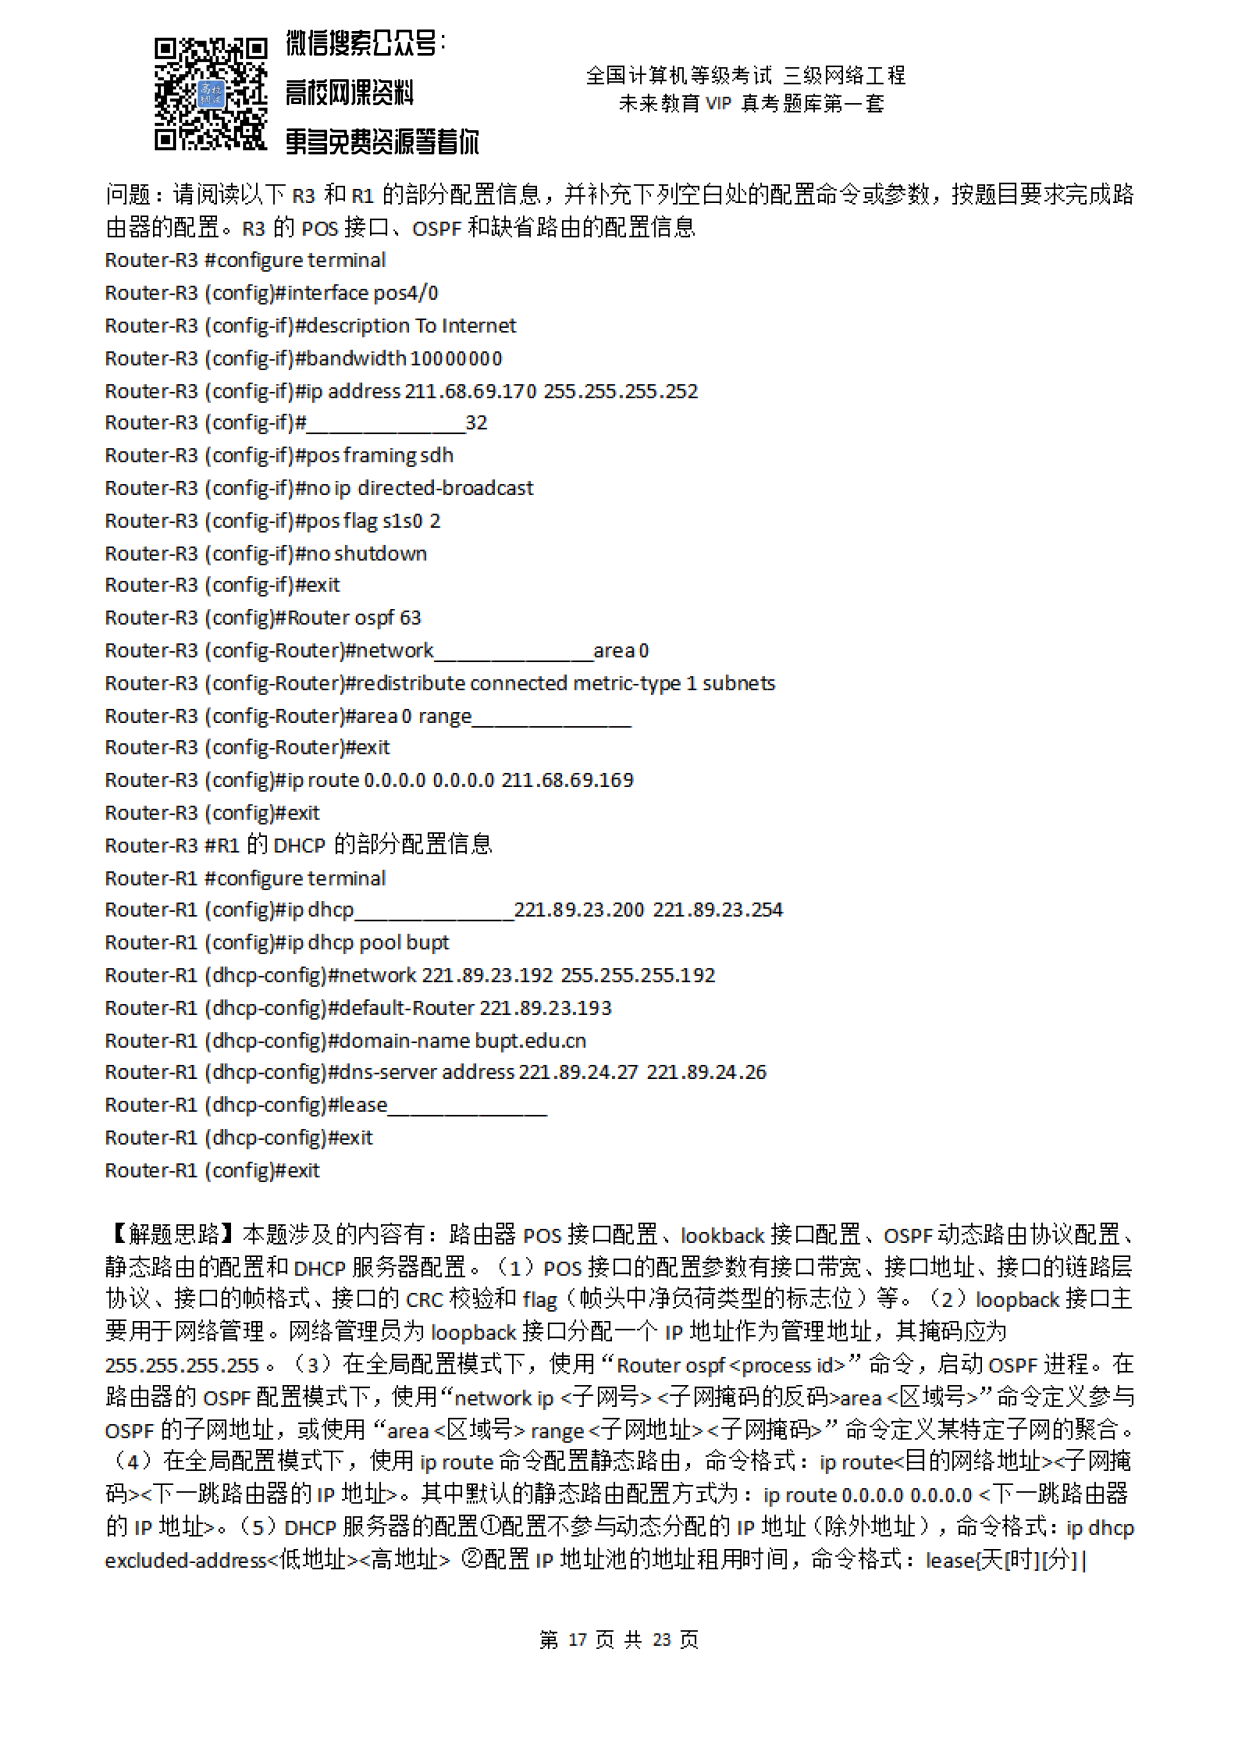 微信搜索公众号：
高校网课资料
更多免费资源等着你
高校
网课
全国计算机等级考试 三级网络工程
未来教育 VIP 真考题库第一套
问题：请阅读以下 R3 和 R1 的部分配置信息，并补充下列空白处的配置命令或参数，按题目要求完成路
由器的配置。R3 的 POS 接口、OSPF 和缺省路由的配置信息
Router-R3 #configure terminal
Router-R3 (config)#interface pos4/0
Router-R3 (config-if)#description To Internet
Router-R3 (config-if)#bandwidth 10000000
Router-R3 (config-if)#ip address 211.68.69.170 255.255.255.252
Router-R3 (config-if)#______________32
Router-R3 (config-if)#pos framing sdh
Router-R3 (config-if)#no ip directed-broadcast
Router-R3 (config-if)#pos flag s1s0 2
Router-R3 (config-if)#no shutdown
Router-R3 (config-if)#exit
Router-R3 (config)#Router ospf 63
Router-R3 (config-Router)#network______________area 0
Router-R3 (config-Router)#redistribute connected metric-type 1 subnets
Router-R3 (config-Router)#area 0 range______________
Router-R3 (config-Router)#exit
Router-R3 (config)#ip route 0.0.0.0 0.0.0.0 211.68.69.169
Router-R3 (config)#exit
Router-R3 #R1 的 DHCP 的部分配置信息
Router-R1 #configure terminal
Router-R1 (config)#ip dhcp______________221.89.23.200 221.89.23.254
Router-R1 (config)#ip dhcp pool bupt
Router-R1 (dhcp-config)#network 221.89.23.192 255.255.255.192
Router-R1 (dhcp-config)#default-Router 221.89.23.193
Router-R1 (dhcp-config)#domain-name bupt.edu.cn
Router-R1 (dhcp-config)#dns-server address 221.89.24.27 221.89.24.26
Router-R1 (dhcp-config)#lease______________
Router-R1 (dhcp-config)#exit
Router-R1 (config)#exit
【解题思路】本题涉及的内容有：路由器 POS 接口配置、lookback 接口配置、OSPF 动态路由协议配置、
静态路由的配置和 DHCP 服务器配置。（1）POS 接口的配置参数有接口带宽、接口地址、接口的链路层
协议、接口的帧格式、接口的 CRC 校验和 flag（帧头中净负荷类型的标志位）等。（2）loopback 接口主
要用于网络管理。网络管理员为 loopback 接口分配一个 IP 地址作为管理地址，其掩码应为
255.255.255.255 。（3）在全局配置模式下，使用“Router ospf <process id>” 命令，启动 OSPF 进程。在
路由器的 OSPF 配置模式下，使用“network ip <子网号> <子网掩码的反码>area <区域号>”命令定义参与
OSPF 的子网地址，或使用 “area <区域号> range <子网地址> <子网掩码>” 命令定义某特定子网的聚合。
（4）在全局配置模式下，使用 ip route 命令配置静态路由，命令格式：ip route<目的网络地址><子网掩
码><下一跳路由器的 IP 地址>。其中默认的静态路由配置方式为：ip route 0.0.0.0 0.0.0.0 <下一跳路由器
的 IP 地址>。（5）DHCP 服务器的配置①配置不参与动态分配的 IP 地址（除外地址），命令格式：ip dhcp
excluded-address<低地址><高地址> ②配置 IP 地址池的地址租用时间，命令格式：lease{天[时][分]|
第 17 页 共 23 页